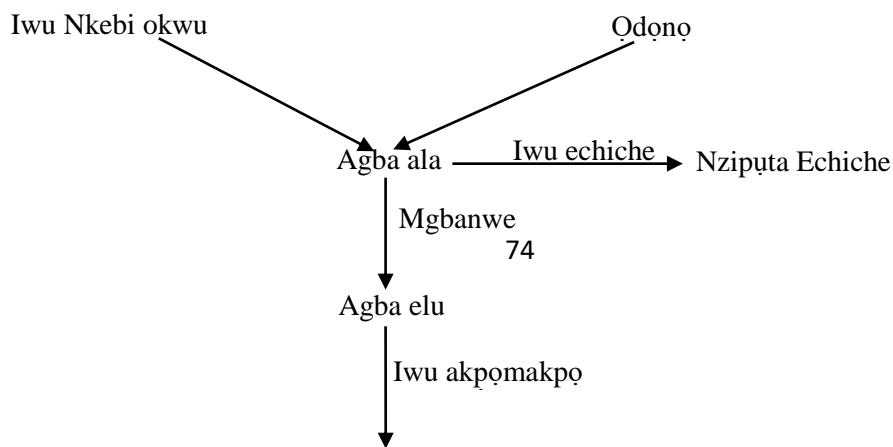 Iwu Nkebi okwu
Ọdọnọ
Agba ala
Iwu echiche
Nzipụta Echiche
Mgbanwe
74
Agba elu
Iwu akpọmakpọ